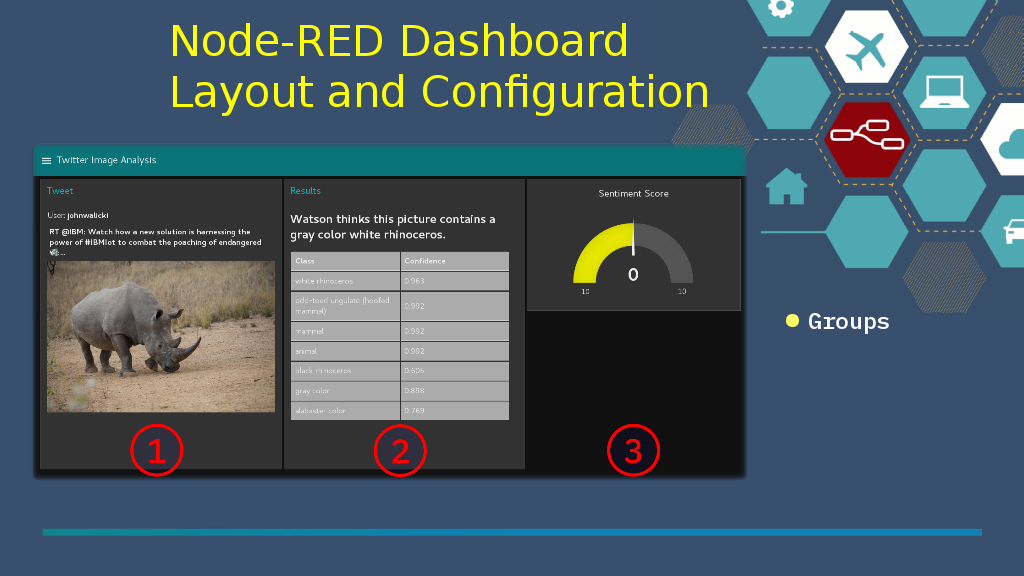 Node-RED Dashboard
Layout and Configuration
Twitter Image Analysis
Tweet
User: johnwalicki
RT @IBM: Watch how a new solution is harnessing the
power of #IBMIot to combat the poaching of endangered
...
Results
Watson thinks this picture contains a
gray color white rhinoceros.
Class Confidence
white rhinoceros 0.963
odd-toed ungulate (hoofed
mammal) 0.992
mammal 0.992
animal 0.992
black rhinoceros 0.605
gray color 0.898
alabaster color 0.769
Sentiment Score
0
10 10
1 2 3
Groups